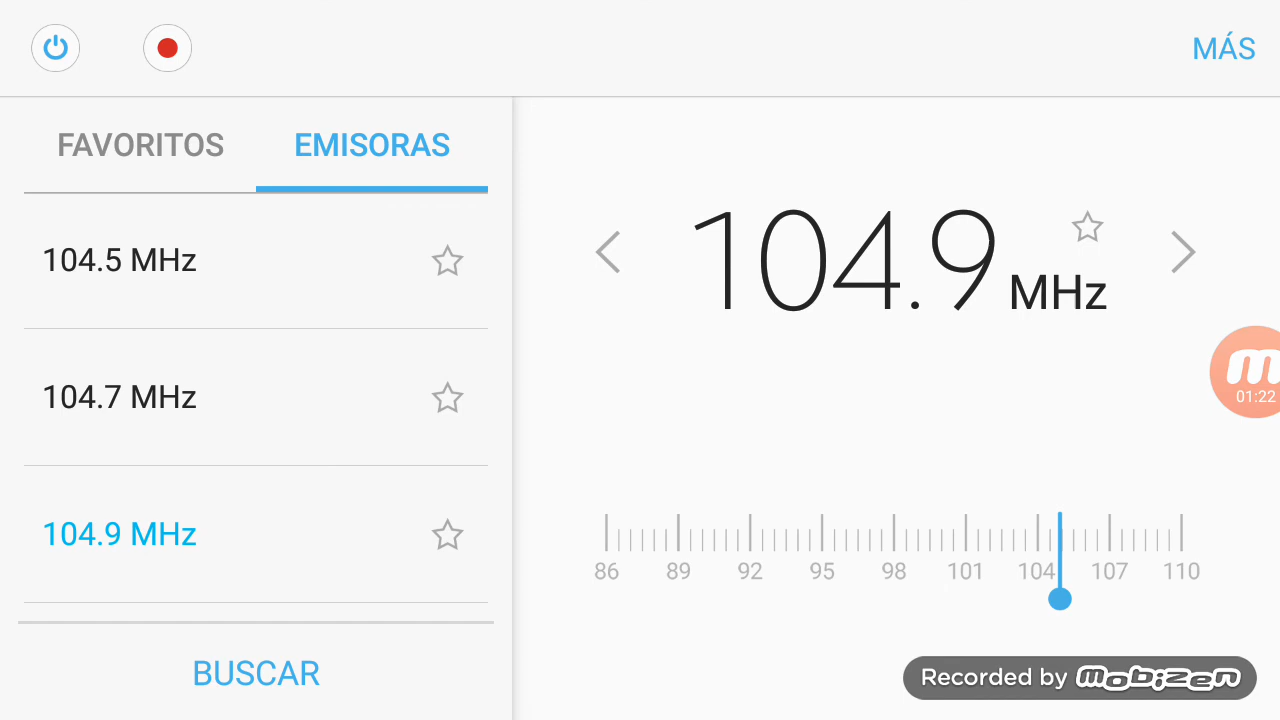 MÁS
FAVORITOS EMISORAS
104.5 MHz
104.7 MHz
104.9 MHz
BUSCAR
104.9 MHz
m
01:22
86 89 92 95 98 101 104 107 110
Recorded by mobizen